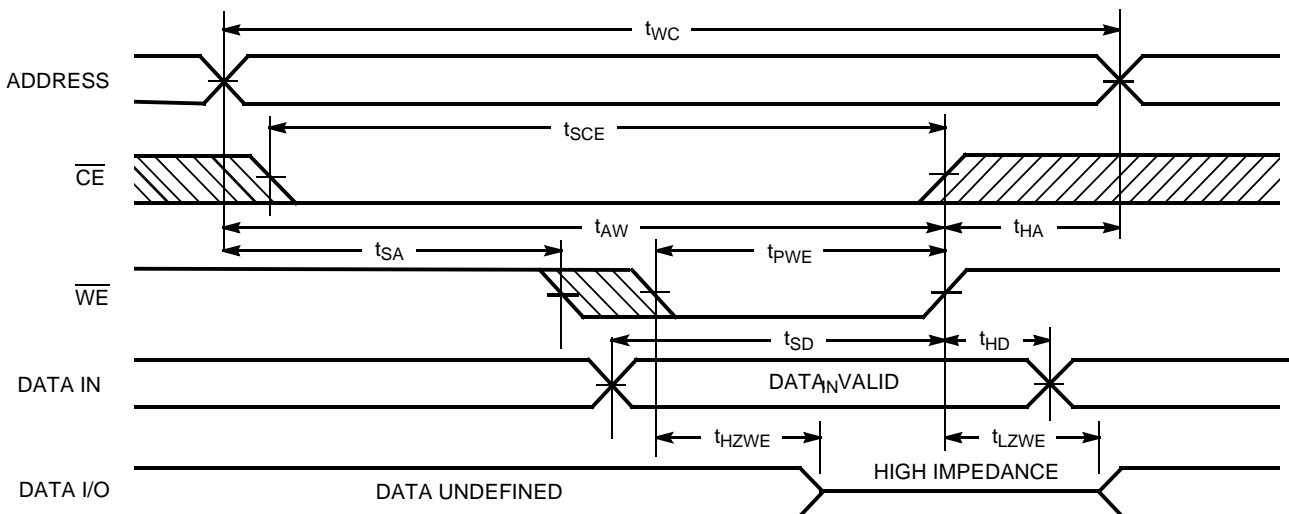 tWC
ADDRESS
tSCE
CE
tAW
tHA
tSA
tPWE
WE
tSD
tHD
DATA IN
DATAIN VALID
tHZWE
tLZWE
HIGH IMPEDANCE
DATA I/O
DATA UNDEFINED